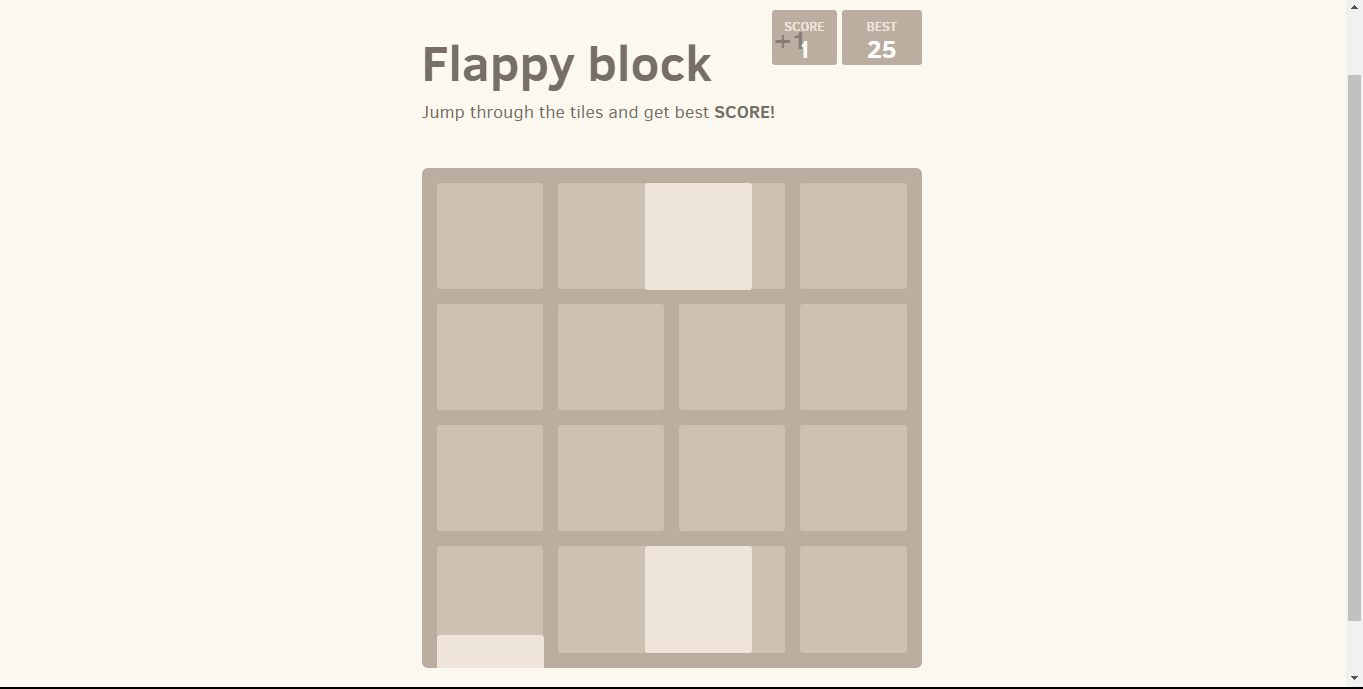 SCORE
+1
1
BEST
25
Flappy block
Jump through the tiles and get best SCORE!